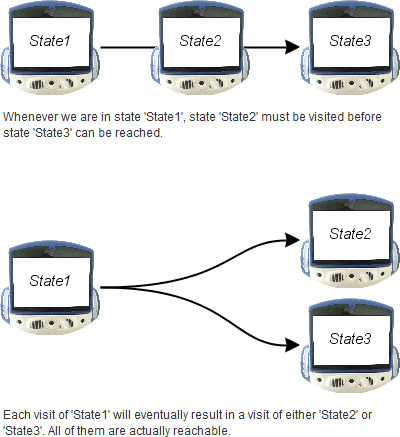 State1
State2
State3
Whenever we are in state 'State1', state 'State2' must be visited before
state 'State3' can be reached.
State2
State1
State3
Each visit of 'State1' will eventually result in a visit of either 'State2' or
'State3'. All of them are actually reachable.